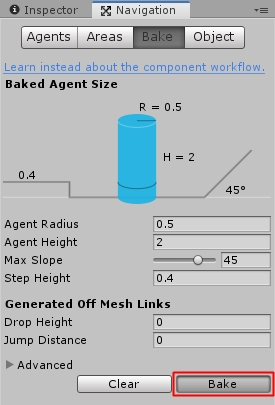 Inspector Navigation
Agents Areas Bake Object
Learn instead about the component workflow.
Baked Agent Size
R = 0.5
H = 2
0.4
45°
Agent Radius 0.5
Agent Height 2
Max Slope 45
Step Height 0.4
Generated Off Mesh Links
Drop Height 0
Jump Distance 0
Advanced
Clear Bake